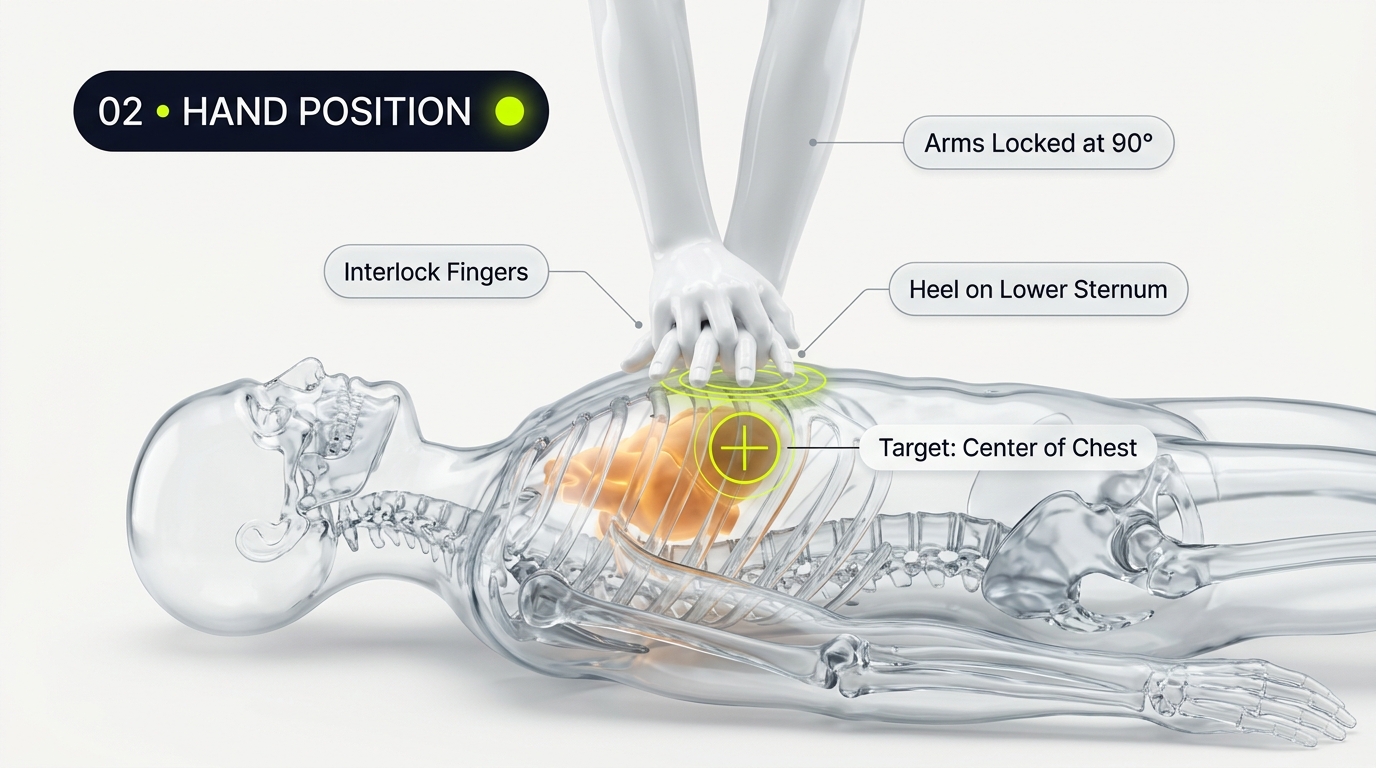 02 • HAND POSITION
Arms Locked at 90°
Interlock Fingers
Heel on Lower Sternum
Target: Center of Chest